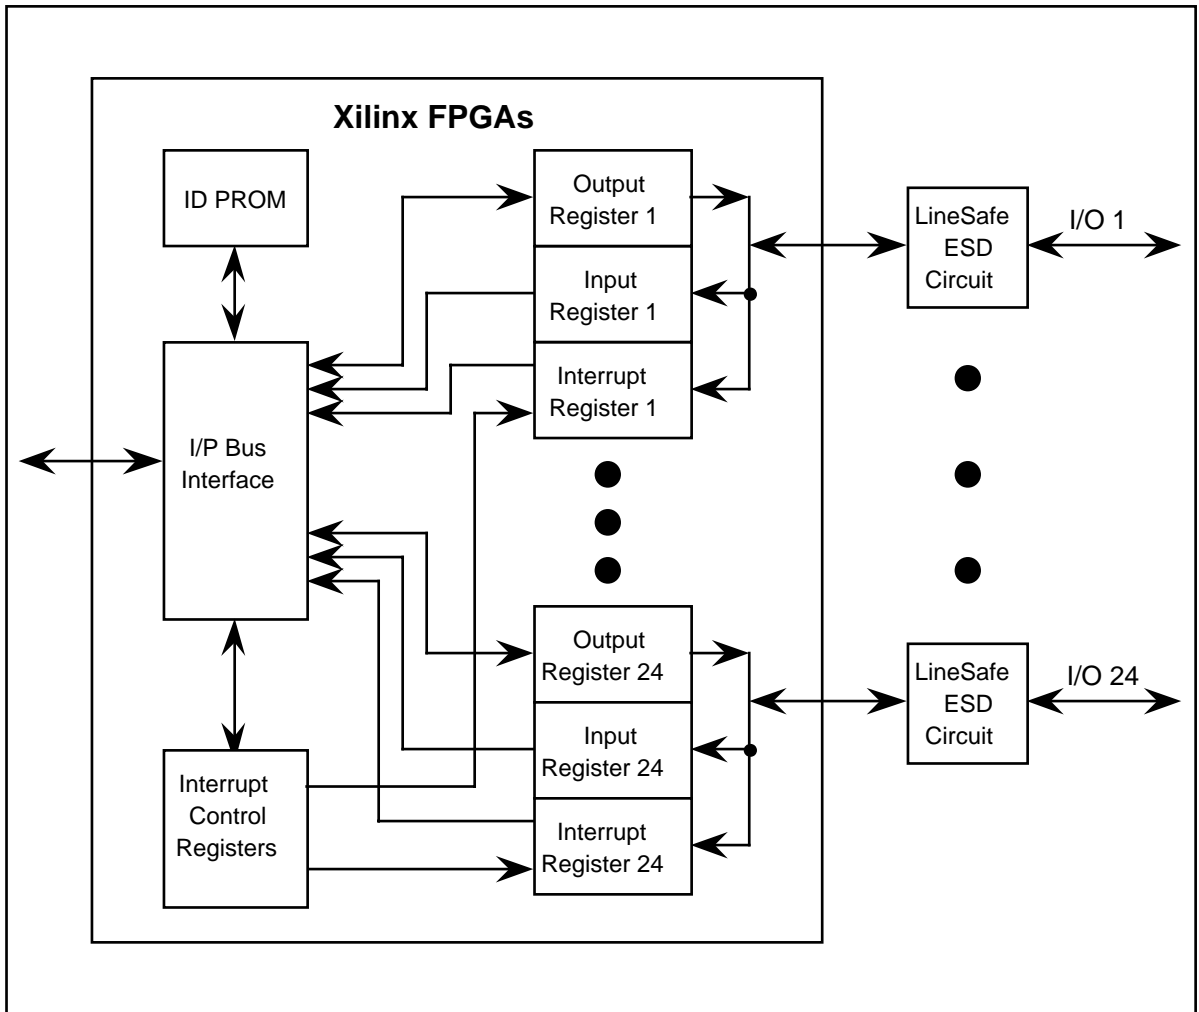 Xilinx FPGAs
ID PROM
I/P Bus
Interface
Interrupt
Control
Registers
Output
Register 1
Input
Register 1
Interrupt
Register 1
Output
Register 24
Input
Register 24
Interrupt
Register 24
LineSafe
ESD
Circuit
I/O 1
LineSafe
ESD
Circuit
I/O 24